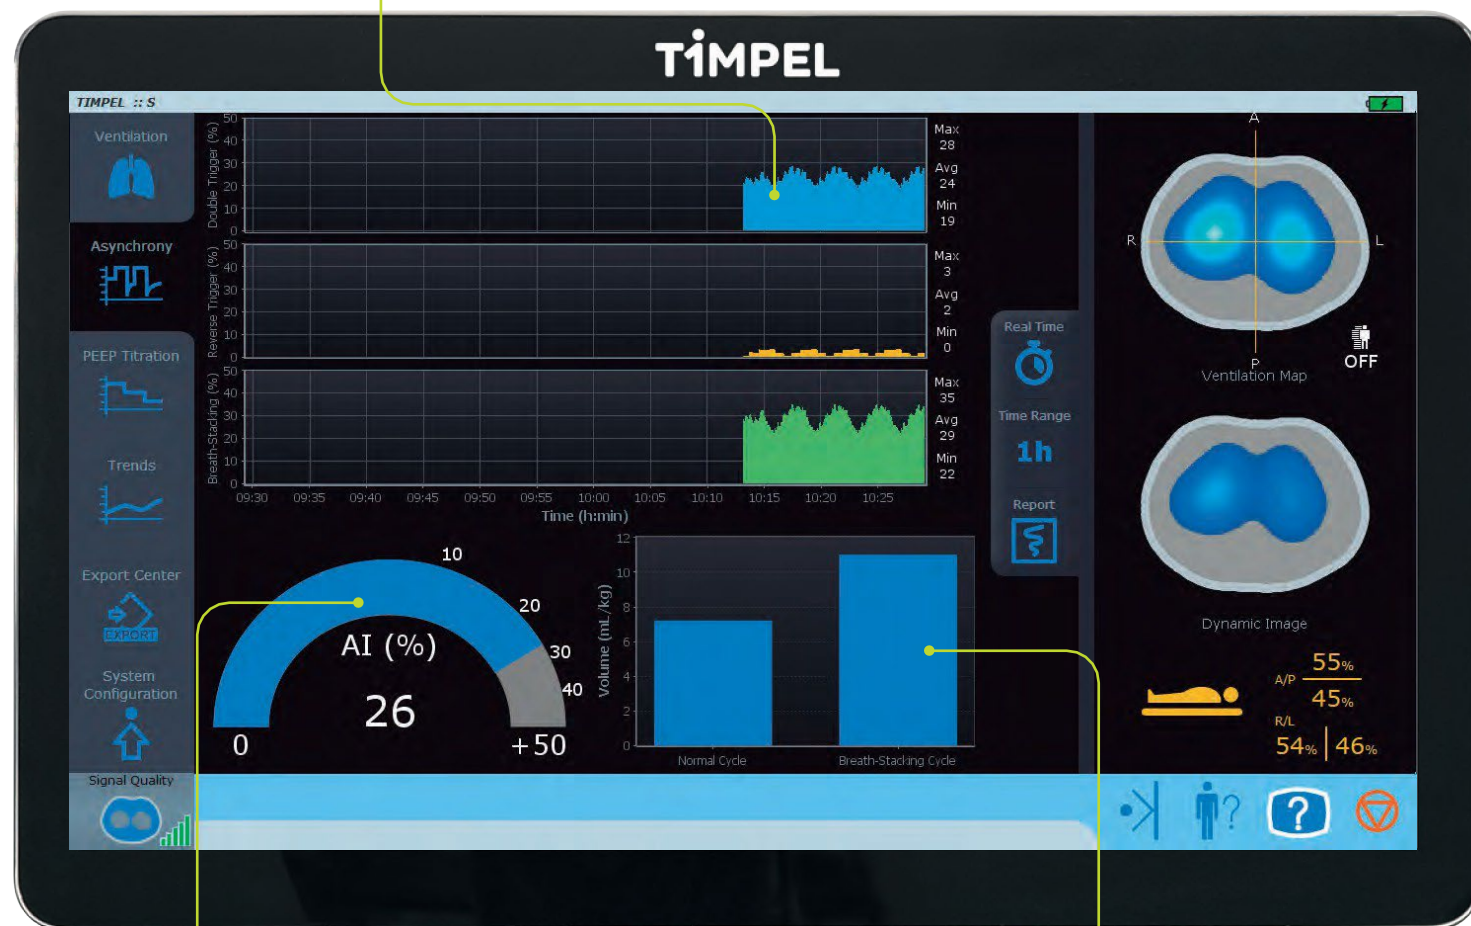 TIMPEL
TIMPEL :: S
Ventilation
Asynchrony
PEEP Titration
Trends
Export Center
EXPORT
System
Configuration
Signal Quality
Double Trigger (%)
50
40
30
20
10
0
Max
28
Avg
24
Min
19
Reverse Trigger (%)
50
40
30
20
10
0
Max
3
Avg
2
Min
0
Breath-Stacking (%)
50
40
30
20
10
0
Max
35
Avg
29
Min
22
09:30 09:35 09:40 09:45 09:50 09:55 10:00 10:05 10:10 10:15 10:20 10:25
Time (h:min)
0
10
20
30
40
+50
AI (%)
26
Volume (mL/kg)
12
10
8
6
4
2
0
Normal Cycle
Breath-Stacking Cycle
Real Time
Time Range
1h
Report
A
R
L
P
OFF
Ventilation Map
Dynamic Image
A/P
55%
45%
R/L
54% 46%
?
?